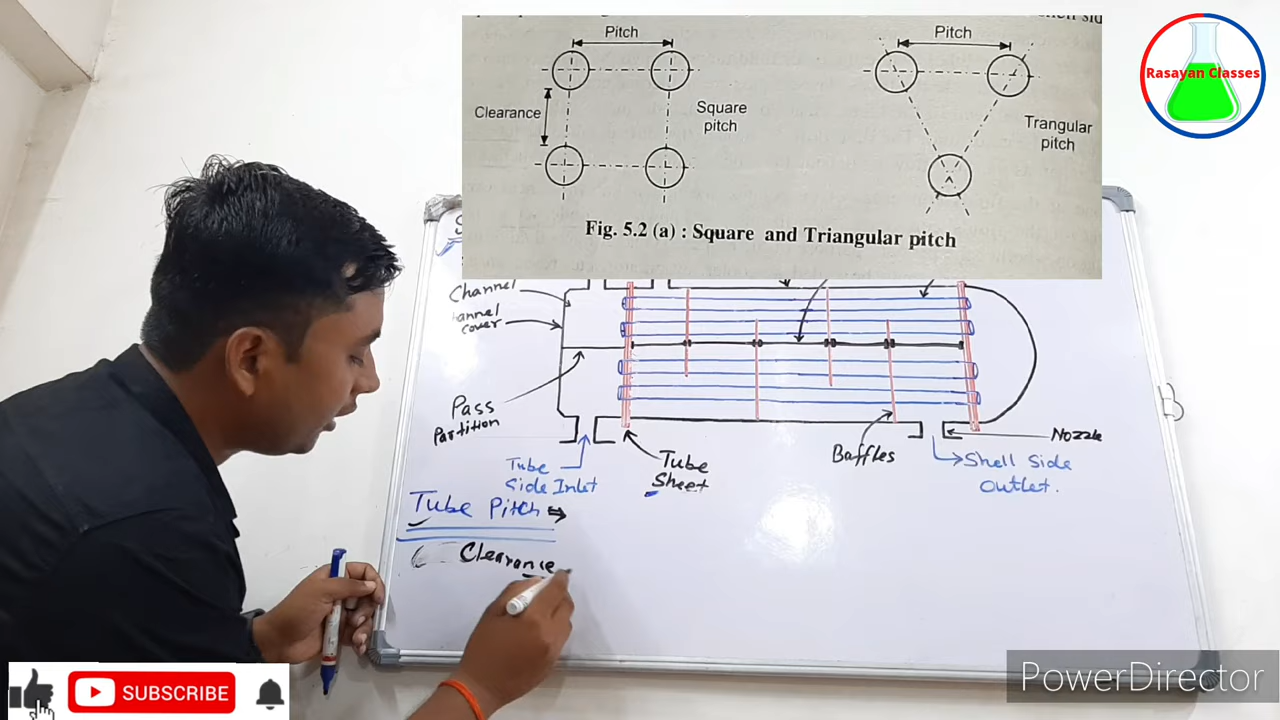 Pitch
Clearance
Square
pitch
Pitch
Trangular
pitch
Fig. 5.2 (a) : Square and Triangular pitch
Rasayan Classes
Channel
annel
cover
Pass
Partition
Tube
Side Inlet
Tube
Sheet
Baffles
Nozzle
Shell Side
Outlet.
Tube Pitch
Clearance
SUBSCRIBE
PowerDirector